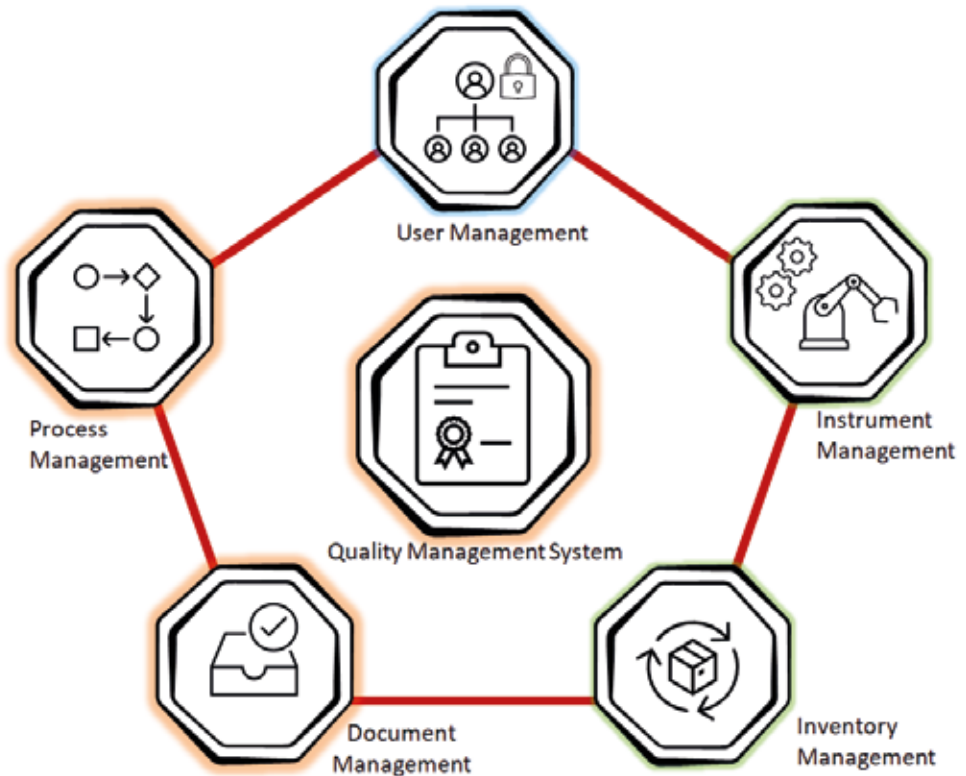 User Management
Process
Management
Instrument
Management
Quality Management System
Document
Management
Inventory
Management